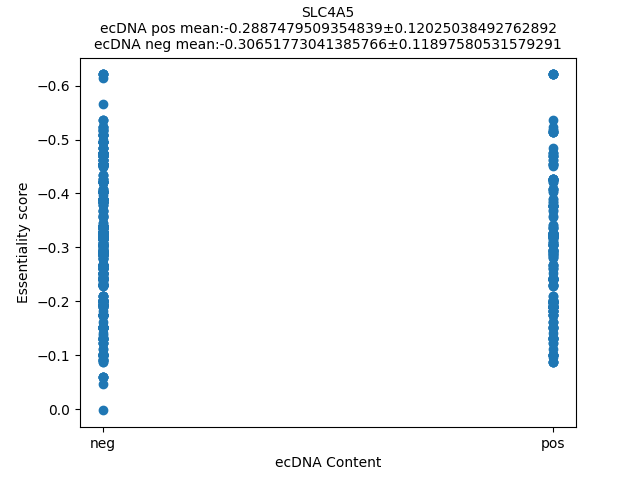 SLC4A5
ecDNA pos mean:-0.2887479509354839±0.12025038492762892
ecDNA neg mean:-0.30651773041385766±0.11897580531579291
−0.6
−0.5
−0.4
−0.3
−0.2
−0.1
0.0
Essentiality score
neg
pos
ecDNA Content